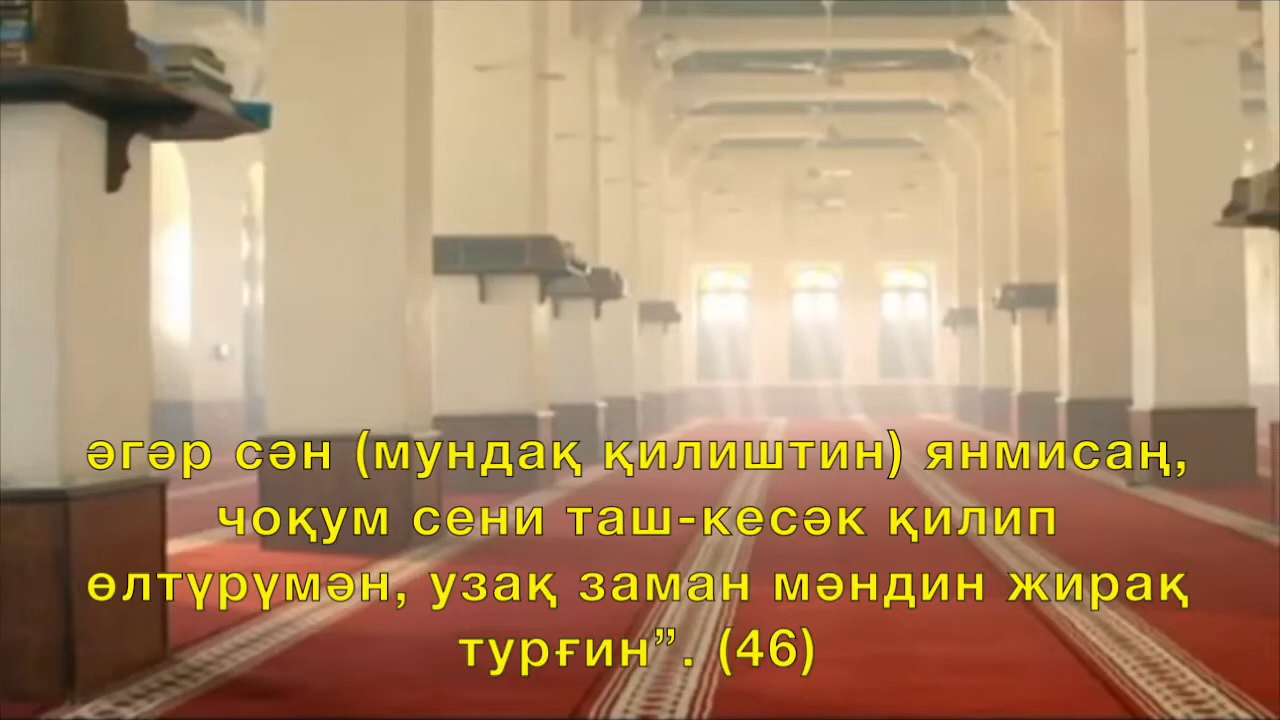 әгәр сән (мундақ қилиштин) янмисаң,
чоқум сени таш-кесәк қилип
өлтүрүмән, узақ заман мәндин жирақ
турғин”. (46)